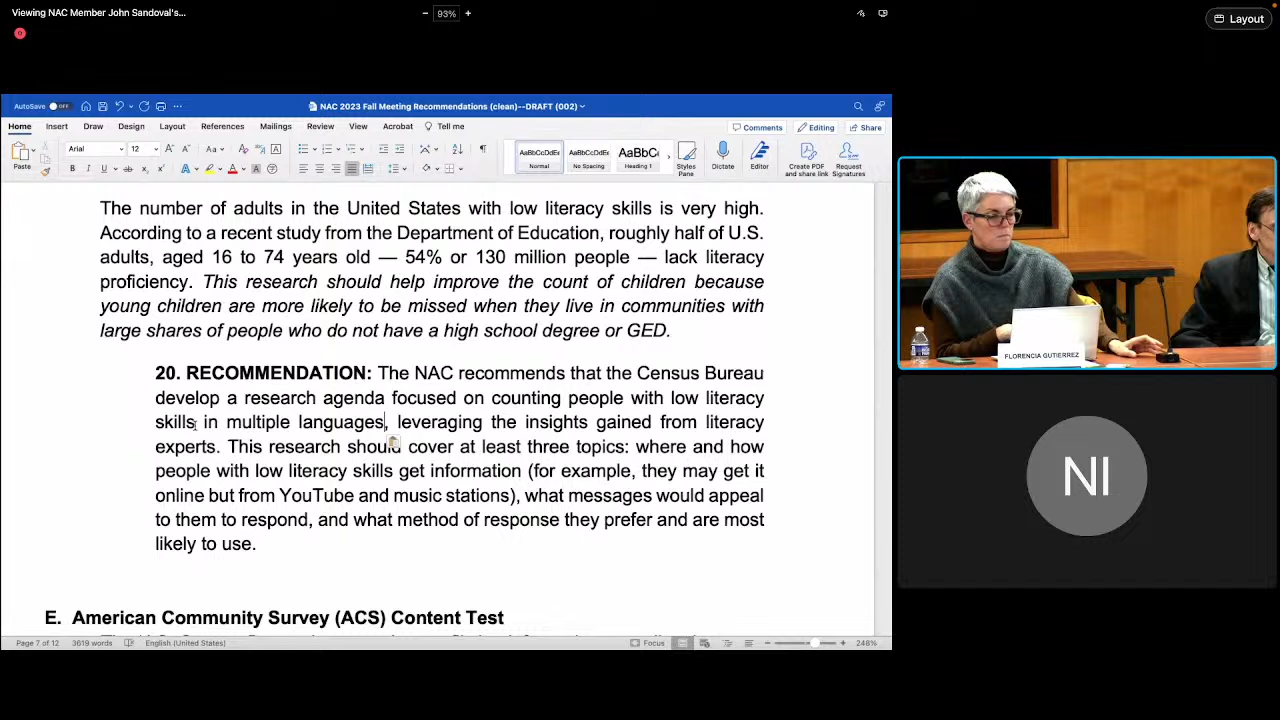 Viewing NAC Member John Sandoval's...
93%
Layout
AutoSave OFF
NAC 2023 Fall Meeting Recommendations (clean)--DRAFT (002)
Home Insert Draw Design Layout References Mailings Review View Acrobat Tell me
Comments Editing Share
Paste
Arial 12
AaBbCcDdEe AaBbCcDdEe AaBbC
Normal No Spacing Heading 1
Styles Pane
Dictate
Editor
Create PDF and share link
Request Signatures
The number of adults in the United States with low literacy skills is very high.
According to a recent study from the Department of Education, roughly half of U.S.
adults, aged 16 to 74 years old — 54% or 130 million people — lack literacy
proficiency. This research should help improve the count of children because
young children are more likely to be missed when they live in communities with
large shares of people who do not have a high school degree or GED.
20. RECOMMENDATION: The NAC recommends that the Census Bureau
develop a research agenda focused on counting people with low literacy
skills in multiple languages, leveraging the insights gained from literacy
experts. This research should cover at least three topics: where and how
people with low literacy skills get information (for example, they may get it
online but from YouTube and music stations), what messages would appeal
to them to respond, and what method of response they prefer and are most
likely to use.
E. American Community Survey (ACS) Content Test
Page 7 of 12 3619 words English (United States)
Focus
246%
FLORENCIA GUTIERREZ
NI